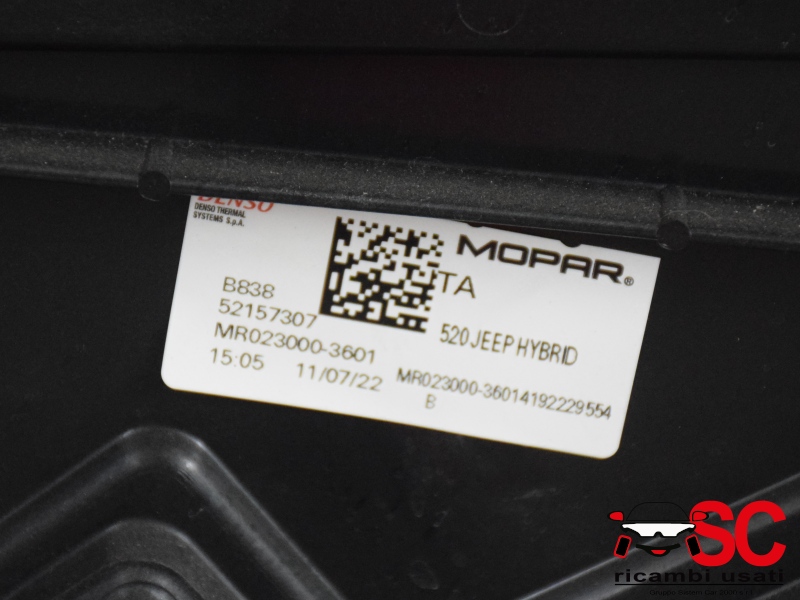 DENSO
DENSO THERMAL
SYSTEMS S.p.A.
MOPAR®
TA
B838
52157307
520 JEEP HYBRID
MR023000-3601
15:05 11/07/22
MR023000-36014192229554
B
SC
ricambi usati